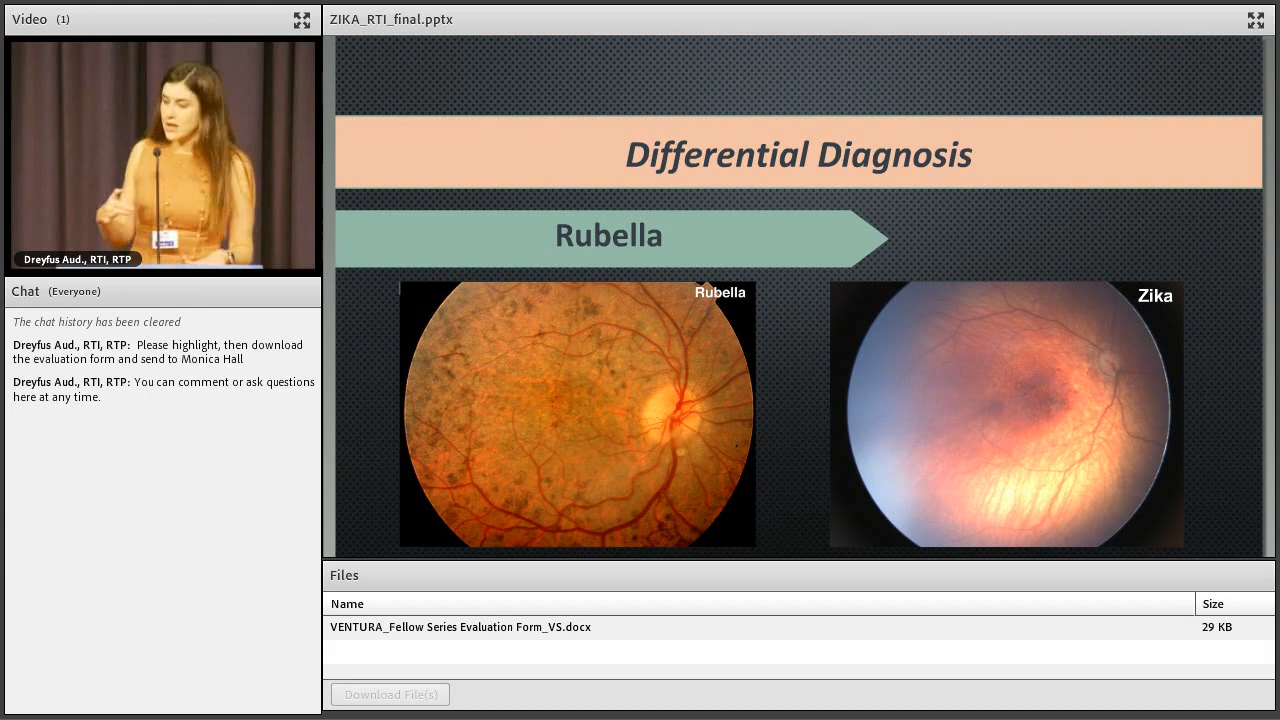 Video (1)
Dreyfus Aud., RTI, RTP
Chat (Everyone)
The chat history has been cleared
Dreyfus Aud., RTI, RTP: Please highlight, then download
the evaluation form and send to Monica Hall
Dreyfus Aud., RTI, RTP: You can comment or ask questions
here at any time.
ZIKA_RTI_final.pptx
Differential Diagnosis
Rubella
Rubella
Zika
Files
Name Size
VENTURA_Fellow Series Evaluation Form_VS.docx 29 KB
Download File(s)